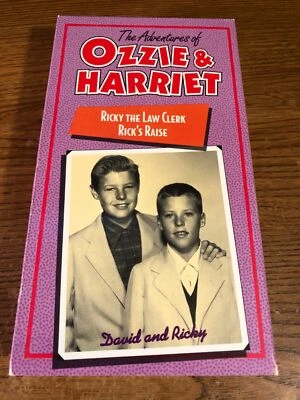 The Adventures of
OZZIE &
HARRIET
RICKY THE LAW CLERK
RICK'S RAISE
David and Ricky